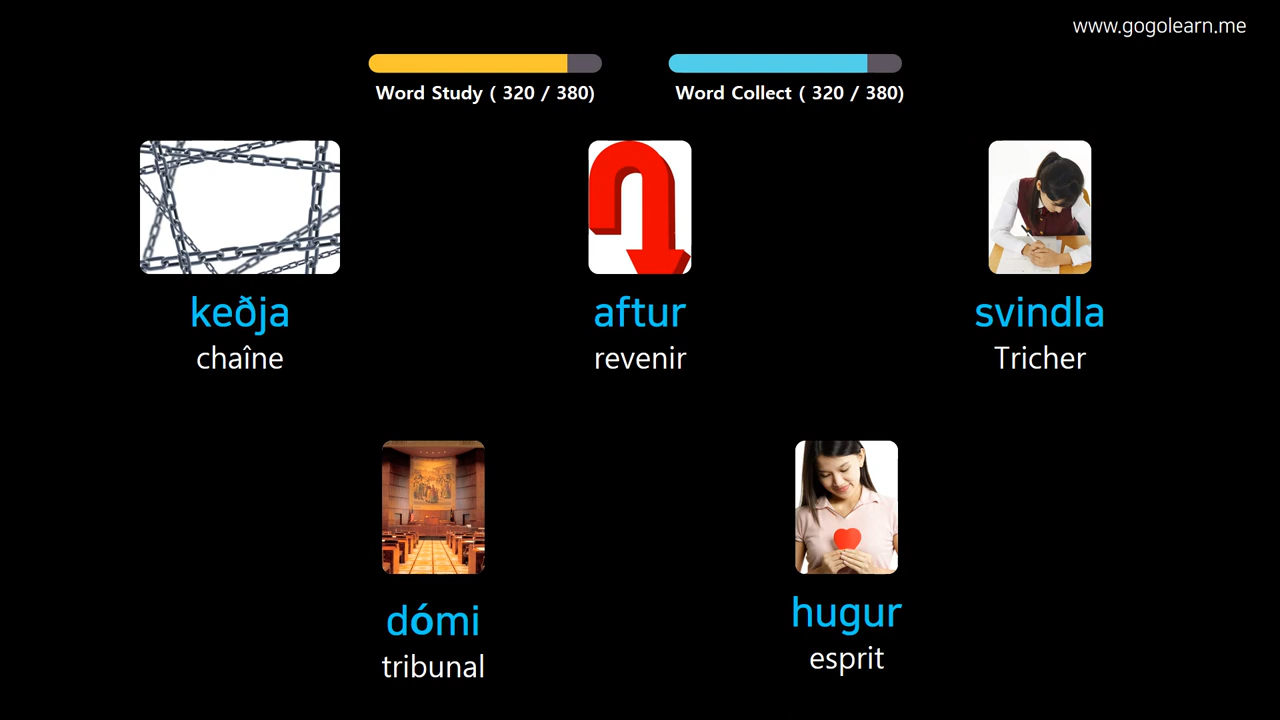 www.gogolearn.me
Word Study ( 320 / 380)
Word Collect ( 320 / 380)
keðja
chaîne
aftur
revenir
svindla
Tricher
dómi
tribunal
hugur
esprit